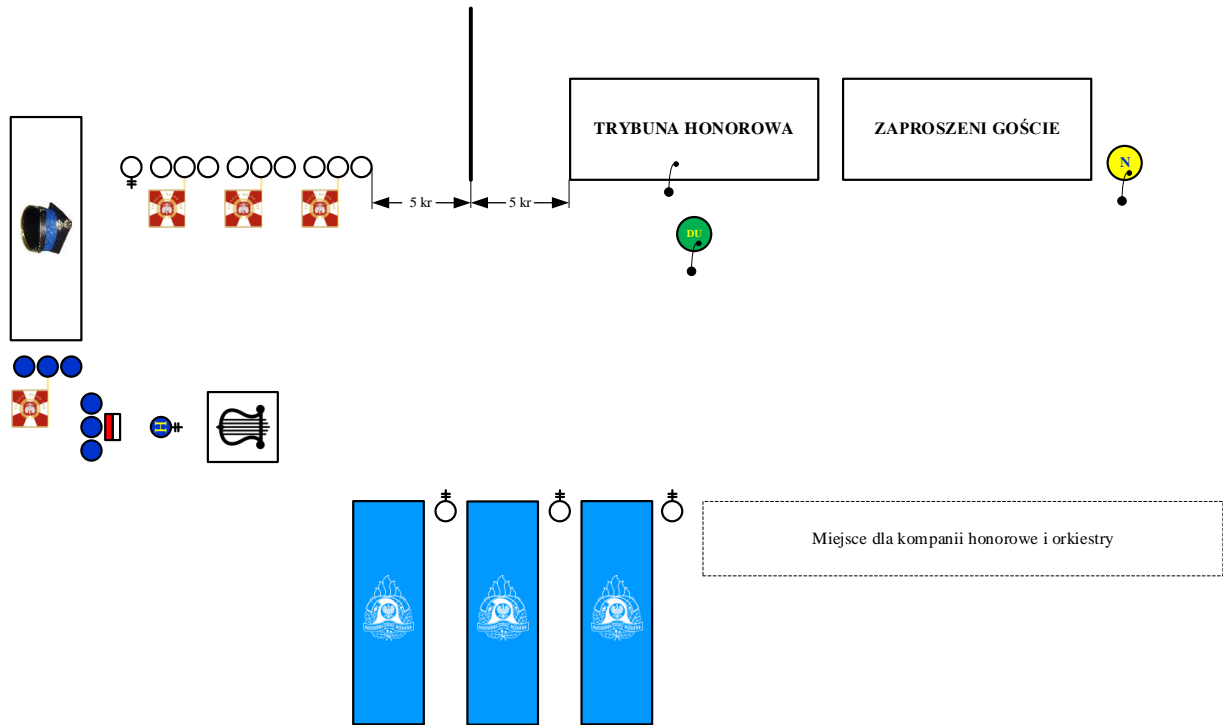 TRYBUNA HONOROWA
ZAPROSZENI GOŚCIE
N
5 kr
5 kr
DU
H
Miejsce dla kompanii honorowe i orkiestry